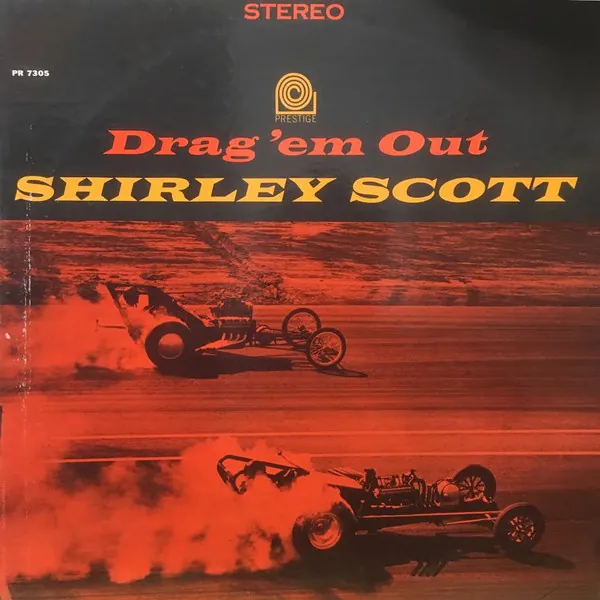 STEREO
PR 7305
PRESTIGE
Drag 'em Out
SHIRLEY SCOTT